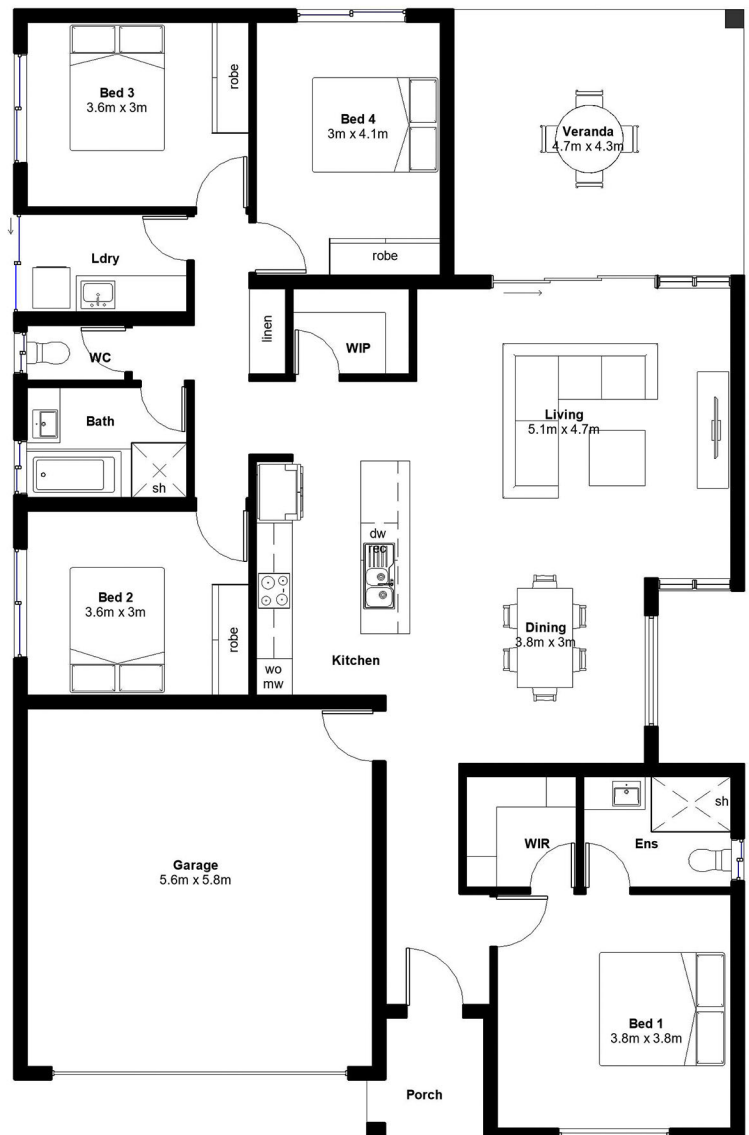 Bed 3
3.6m x 3m
robe
Bed 4
3m x 4.1m
robe
Veranda
4.7m x 4.3m
Ldry
linen
WIP
WC
Bath
sh
Living
5.1m x 4.7m
dw
rec
Bed 2
3.6m x 3m
robe
wo
mw
Kitchen
Dining
3.8m x 3m
Garage
5.6m x 5.8m
WIR
Ens
sh
Bed 1
3.8m x 3.8m
Porch